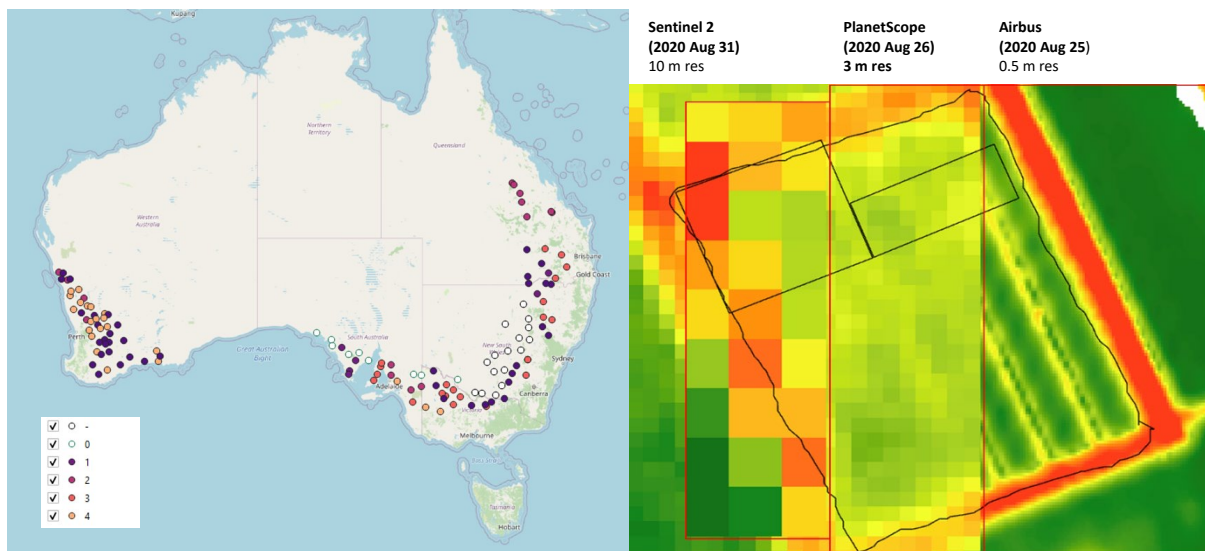 Kupang
Northern
Territory
Queensland
Western
Australia
Brisbane
Gold Coast
South Australia
Perth
Great Australian
Bight
New South
Wales
Sydney
Adelaide
Canberra
Melbourne
Tasmania
Hobart
-
0
1
2
3
4
Sentinel 2
(2020 Aug 31)
10 m res
PlanetScope
(2020 Aug 26)
3 m res
Airbus
(2020 Aug 25)
0.5 m res